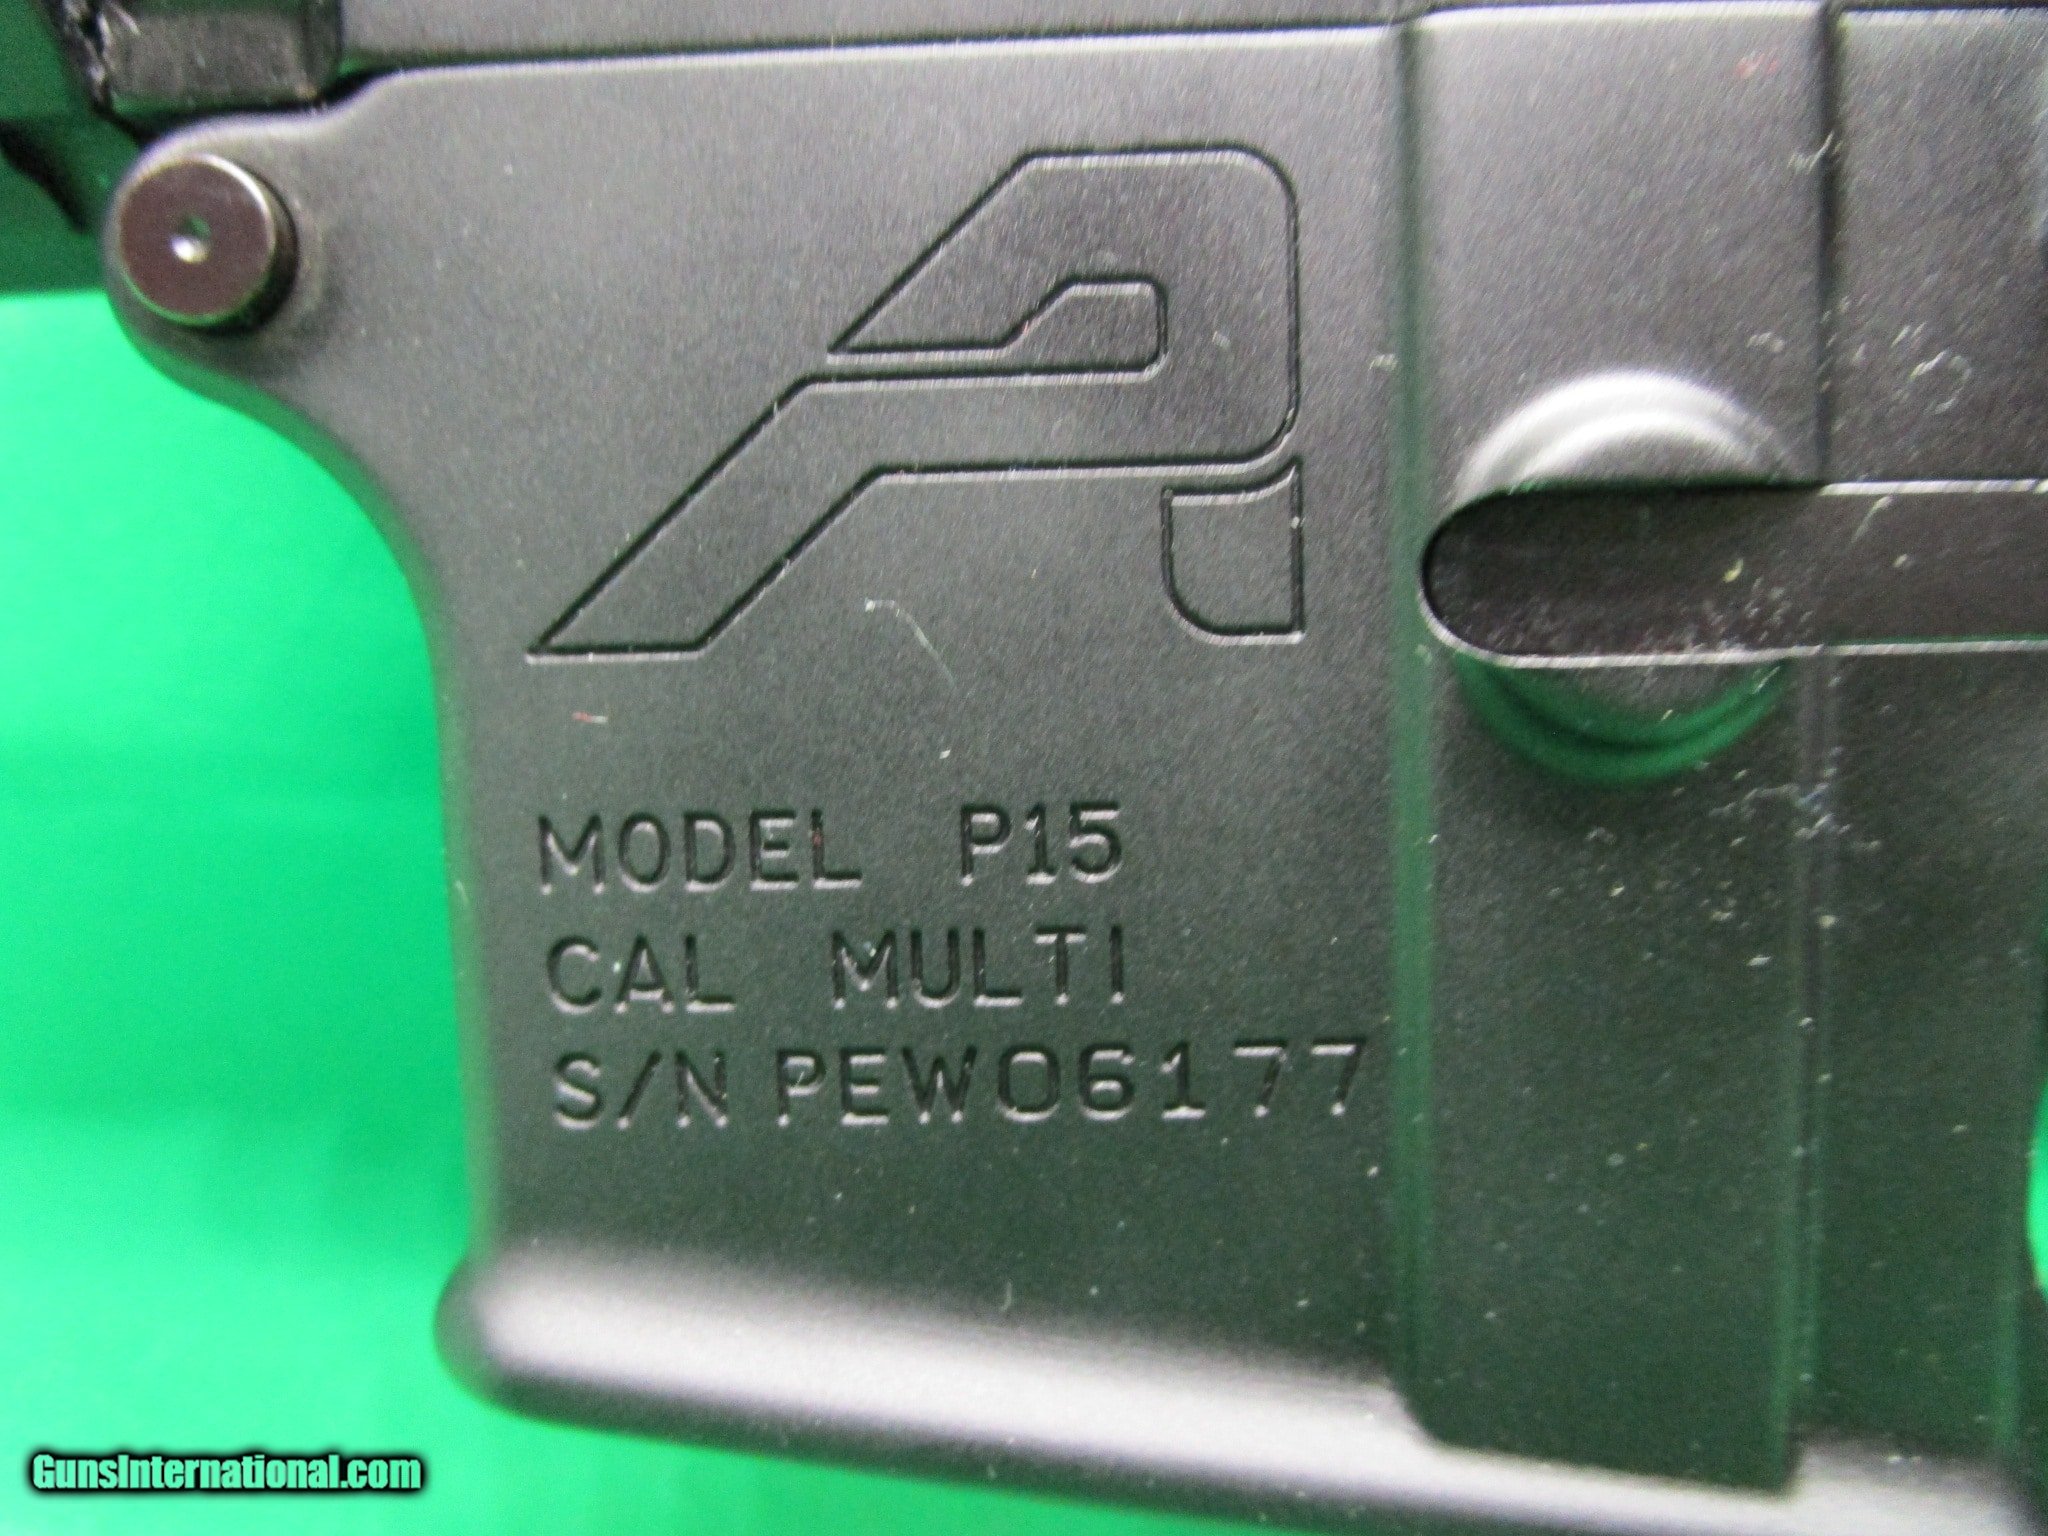 MODEL P15
CAL MULTI
S/N PEW06177
GunsInternational.com